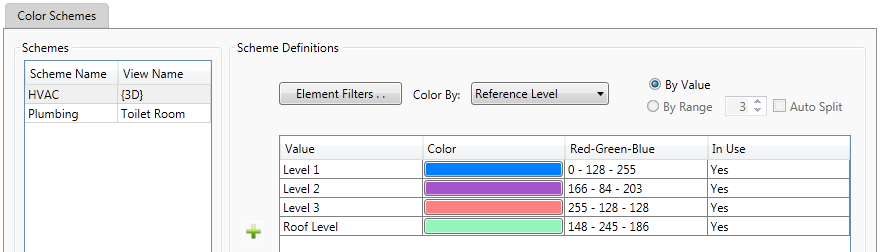 Color Schemes
Schemes
Scheme Name View Name
HVAC {3D}
Plumbing Toilet Room
Scheme Definitions
Element Filters . . Color By: Reference Level
By Value
By Range 3 Auto Split
Value Color Red-Green-Blue In Use
Level 1 0 - 128 - 255 Yes
Level 2 166 - 84 - 203 Yes
Level 3 255 - 128 - 128 Yes
Roof Level 148 - 245 - 186 Yes